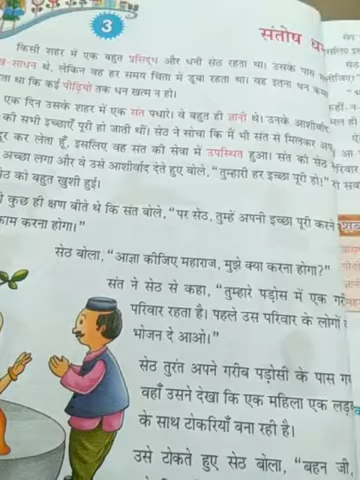 3
संतोष
किसी शहर में एक बहुत प्रसिद्ध और धनी सेठ रहता था। उसके पास
साधन थे, लेकिन वह हर समय चिंता में डूबा रहता था। वह इतना धन
था कि कई पीढ़ियों तक धन खत्म न हो।
एक दिन उसके शहर में एक संत पधारे। वे बहुत ही ज्ञानी थे। उनके आशीर्वाद
की सभी इच्छाएँ पूरी हो जाती थीं। सेठ ने सोचा कि मैं भी संत से मिलकर
कर लेता हूँ, इसलिए वह संत की सेवा में उपस्थित हुआ। संत को सेठ
अच्छा लगा और वे उसे आशीर्वाद देते हुए बोले, "तुम्हारी हर इच्छा पूरी हो।"
को बहुत खुशी हुई।
कुछ ही क्षण बीते थे कि संत बोले, "पर सेठ, तुम्हें अपनी इच्छा पूरी करने
काम करना होगा।"
सेठ बोला, "आज्ञा कीजिए महाराज, मुझे क्या करना होगा?"
संत ने सेठ से कहा, "तुम्हारे पड़ोस में एक
परिवार रहता है। पहले उस परिवार के लोगों
भोजन दे आओ।"
सेठ तुरंत अपने गरीब पड़ोसी के पास
वहाँ उसने देखा कि एक महिला एक
के साथ टोकरियाँ बना रही है।
उसे टोकते हुए सेठ बोला, "बहन जी,